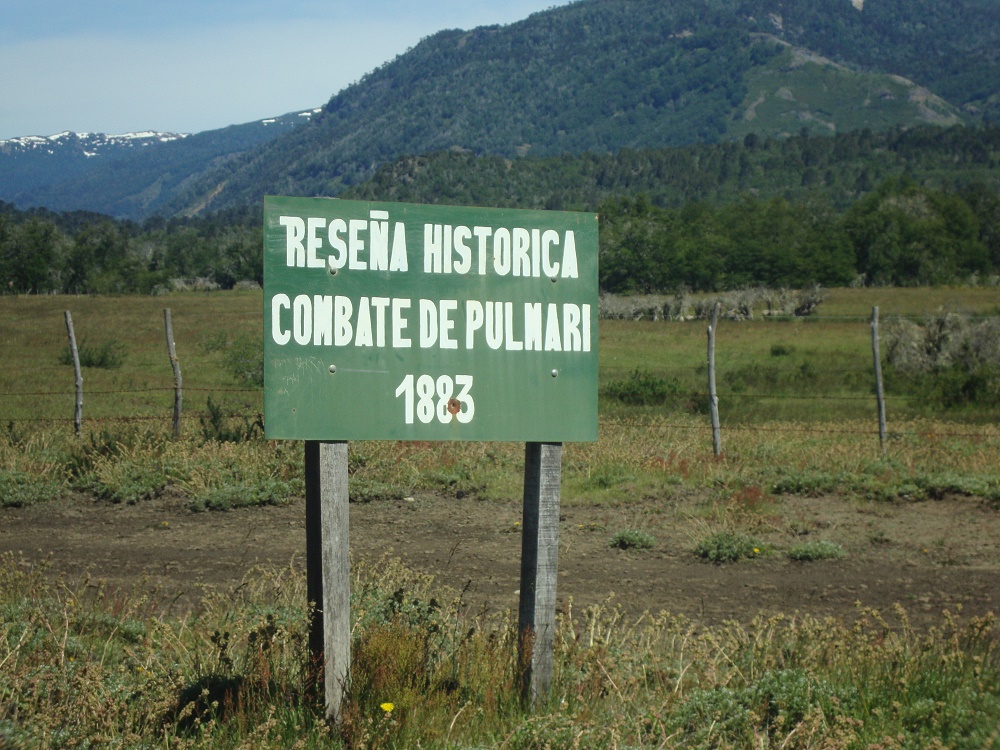 RESEÑA HISTORICA
COMBATE DE PULMARI
1883